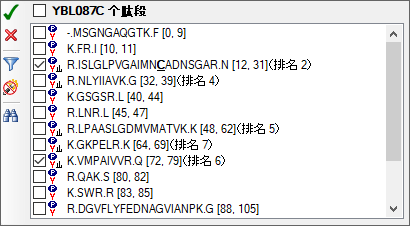 YBL087C 个肽段
-.MSGNGAQGTK.F [0, 9]
K.FR.I [10, 11]
R.ISLGLPVGAIMNCADNSGAR.N [12, 31](排名 2)
R.NLYIIAVK.G [32, 39](排名 4)
K.GSGSR.L [40, 44]
R.LNR.L [45, 47]
R.LPAASLGDMVMATVK.K [48, 62](排名 5)
K.GKPELR.K [64, 69](排名 7)
K.VMPAIVVR.Q [72, 79](排名 6)
R.QAK.S [80, 82]
K.SWR.R [83, 85]
R.DGVFLYFEDNAGVIANPK.G [88, 105]